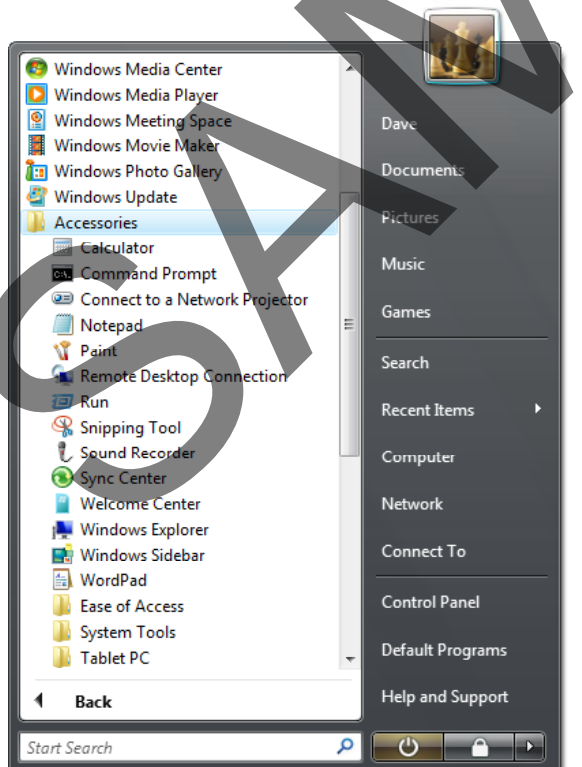 Windows Media Center
Windows Media Player
Windows Meeting Space
Windows Movie Maker
Windows Photo Gallery
Windows Update
Accessories
Calculator
Command Prompt
Connect to a Network Projector
Notepad
Paint
Remote Desktop Connection
Run
Snipping Tool
Sound Recorder
Sync Center
Welcome Center
Windows Explorer
Windows Sidebar
WordPad
Ease of Access
System Tools
Tablet PC
Back
Start Search
Dave
Documents
Pictures
Music
Games
Search
Recent Items
Computer
Network
Connect To
Control Panel
Default Programs
Help and Support
SAM